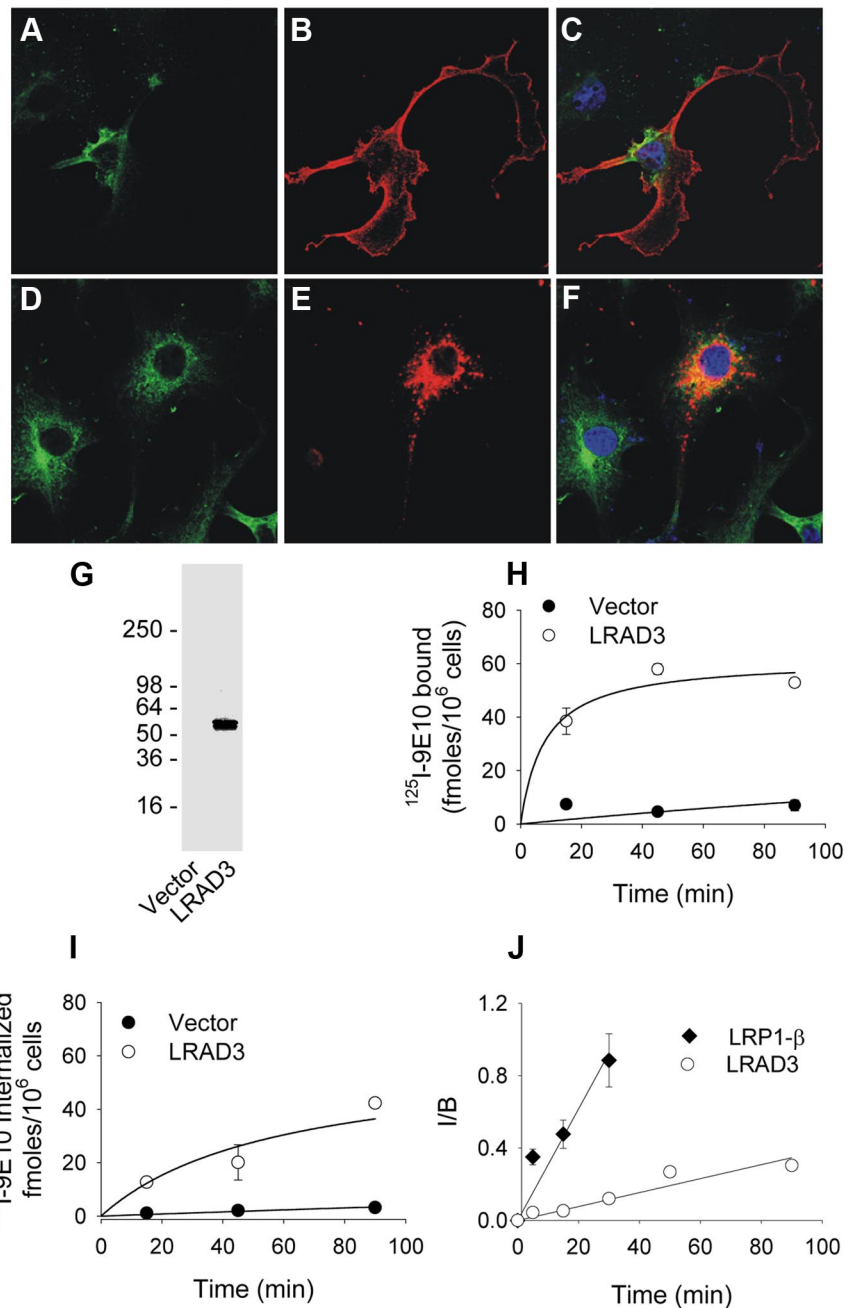 A
B
C
D
E
F
G
250 -
98 -
64 -
50 -
36 -
16 -
Vector
LRAD3
H
Vector
LRAD3
¹²⁵I-9E10 bound
(fmoles/10⁶ cells)
80
60
40
20
0
0 20 40 60 80 100
Time (min)
I
Vector
LRAD3
I-9E10 Internalized
fmoles/10⁶ cells
80
60
40
20
0
0 20 40 60 80 100
Time (min)
J
LRP1-β
LRAD3
I/B
1.2
0.8
0.4
0.0
0 20 40 60 80 100
Time (min)